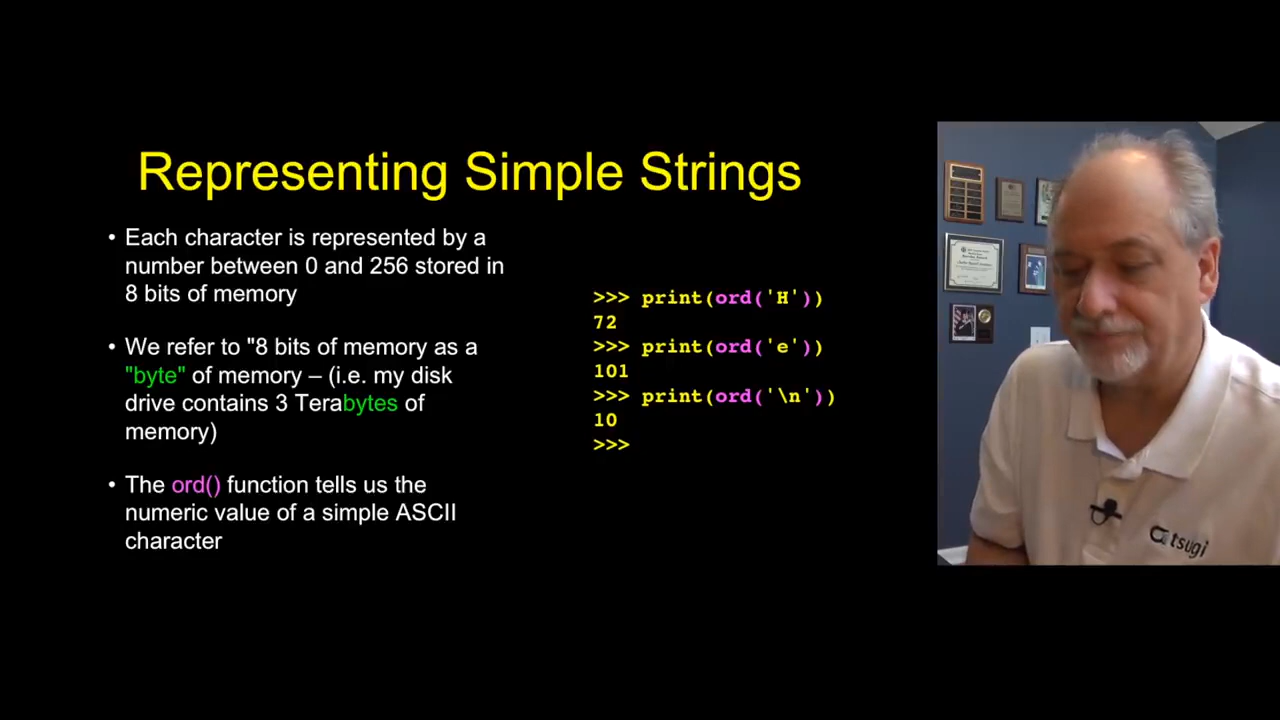 Representing Simple Strings
• Each character is represented by a
number between 0 and 256 stored in
8 bits of memory
• We refer to "8 bits of memory as a
"byte" of memory – (i.e. my disk
drive contains 3 Terabytes of
memory)
• The ord() function tells us the
numeric value of a simple ASCII
character
>>> print(ord('H'))
72
>>> print(ord('e'))
101
>>> print(ord('\n'))
10
>>>
tsugi